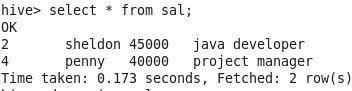 hive> select * from sal;
OK
2 sheldon 45000 java developer
4 penny 40000 project manager
Time taken: 0.173 seconds, Fetched: 2 row(s)